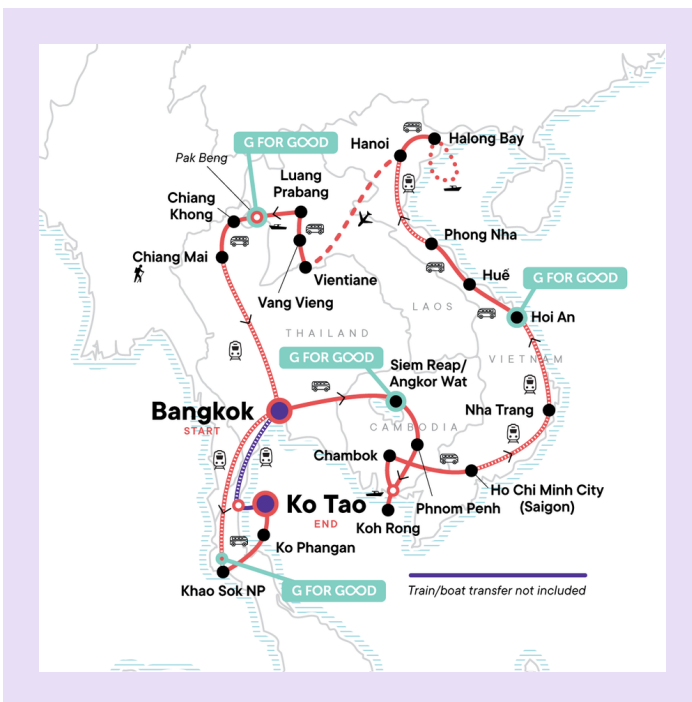 G FOR GOOD
Hanoi
Halong Bay
Pak Beng
Luang
Prabang
Chiang
Khong
Phong Nha
Chiang Mai
Vientiane
Huế
G FOR GOOD
Vang Vieng
LAOS
Hoi An
THAILAND
G FOR GOOD
Siem Reap/
Angkor Wat
VIETNAM
Bangkok
START
Nha Trang
CAMBODIA
Chambok
Ho Chi Minh City
(Saigon)
Phnom Penh
Ko Tao
END
Koh Rong
Ko Phangan
Khao Sok NP
G FOR GOOD
Train/boat transfer not included